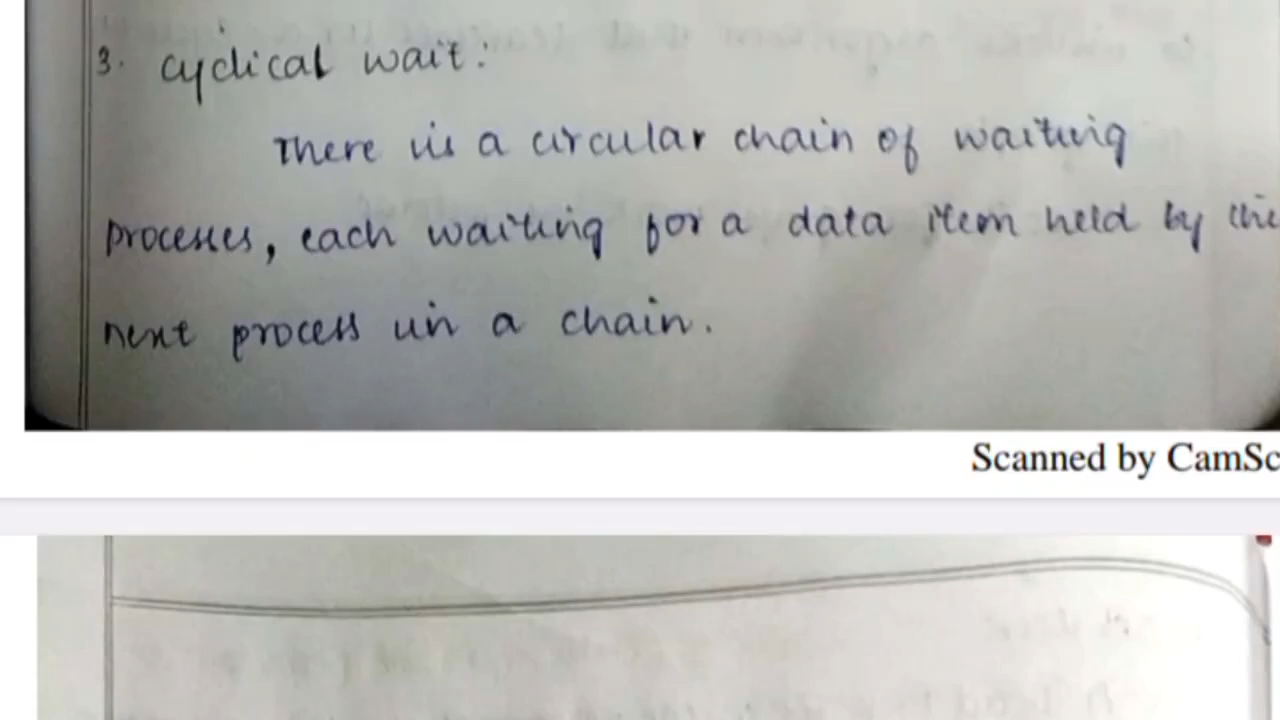 3. cyclical wait:
There is a circular chain of waiting
processes, each waiting for a data item held by the
next process in a chain.
Scanned by CamSc